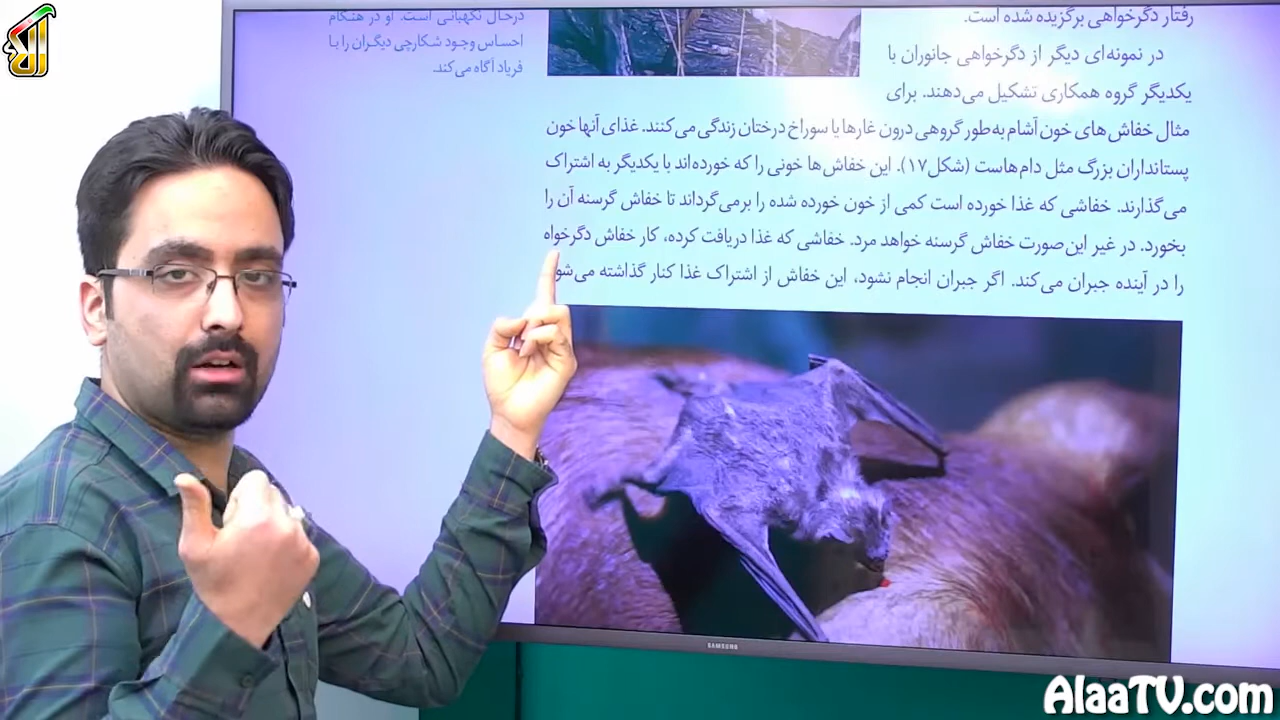 رفتار دگرخواهی برگزیده شده است.
در نمونه‌ای دیگر از دگرخواهی جانوران با
یکدیگر گروه همکاری تشکیل می‌دهند. برای
مثال خفاش‌های خون آشام به‌طور گروهی درون غارها یا سوراخ درختان زندگی می‌کنند. غذای آنها خون
پستانداران بزرگ مثل دام‌هاست (شکل ۱۷). این خفاش‌ها خونی را که خورده‌اند با یکدیگر به اشتراک
می‌گذارند. خفاشی که غذا خورده است کمی از خون خورده شده را برمی‌گرداند تا خفاش گرسنه آن را
بخورد. در غیر این‌صورت خفاش گرسنه خواهد مرد. خفاشی که غذا دریافت کرده، کار خفاش دگرخواه
را در آینده جبران می‌کند. اگر جبران انجام نشود، این خفاش از اشتراک غذا کنار گذاشته می‌شو
درحال نگهبانی است. او در هنگام
احساس وجود شکارچی دیگران را با
فریاد آگاه می‌کند.
SAMSUNG
AlaaTV.com